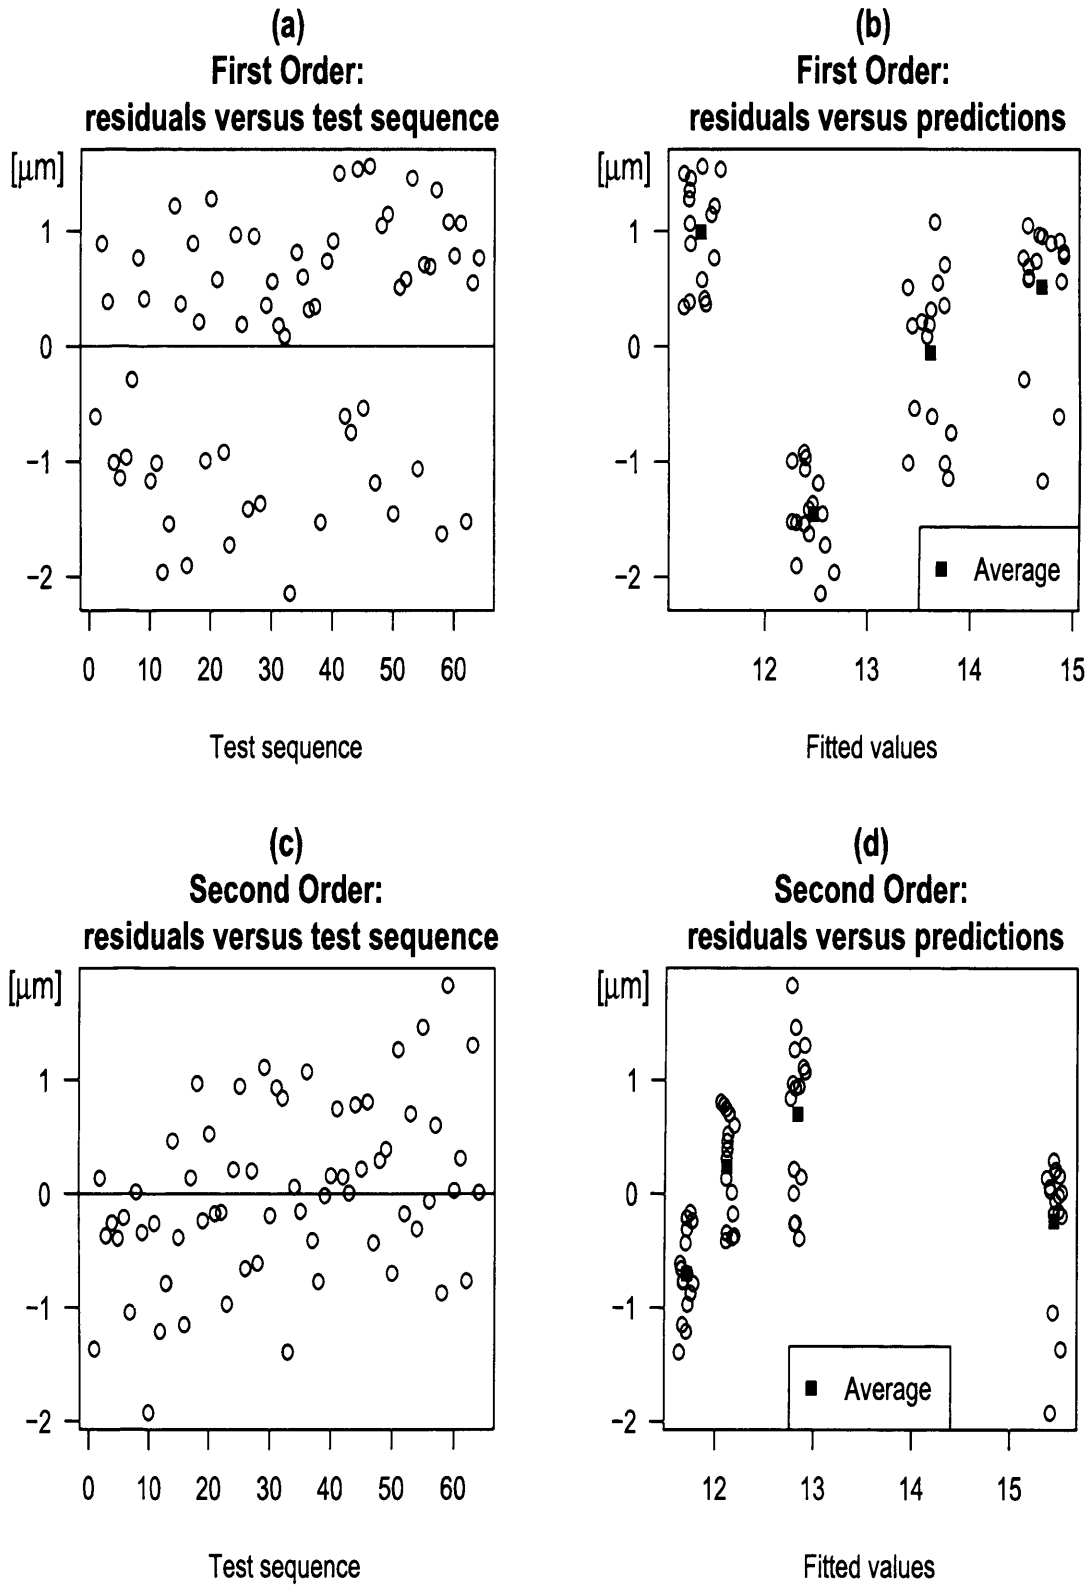 (a)
First Order:
residuals versus test sequence
[μm]
1
0
−1
−2
0 10 20 30 40 50 60
Test sequence
(b)
First Order:
residuals versus predictions
[μm]
1
0
−1
−2
Average
12 13 14 15
Fitted values
(c)
Second Order:
residuals versus test sequence
[μm]
1
0
−1
−2
0 10 20 30 40 50 60
Test sequence
(d)
Second Order:
residuals versus predictions
[μm]
1
0
−1
−2
Average
12 13 14 15
Fitted values